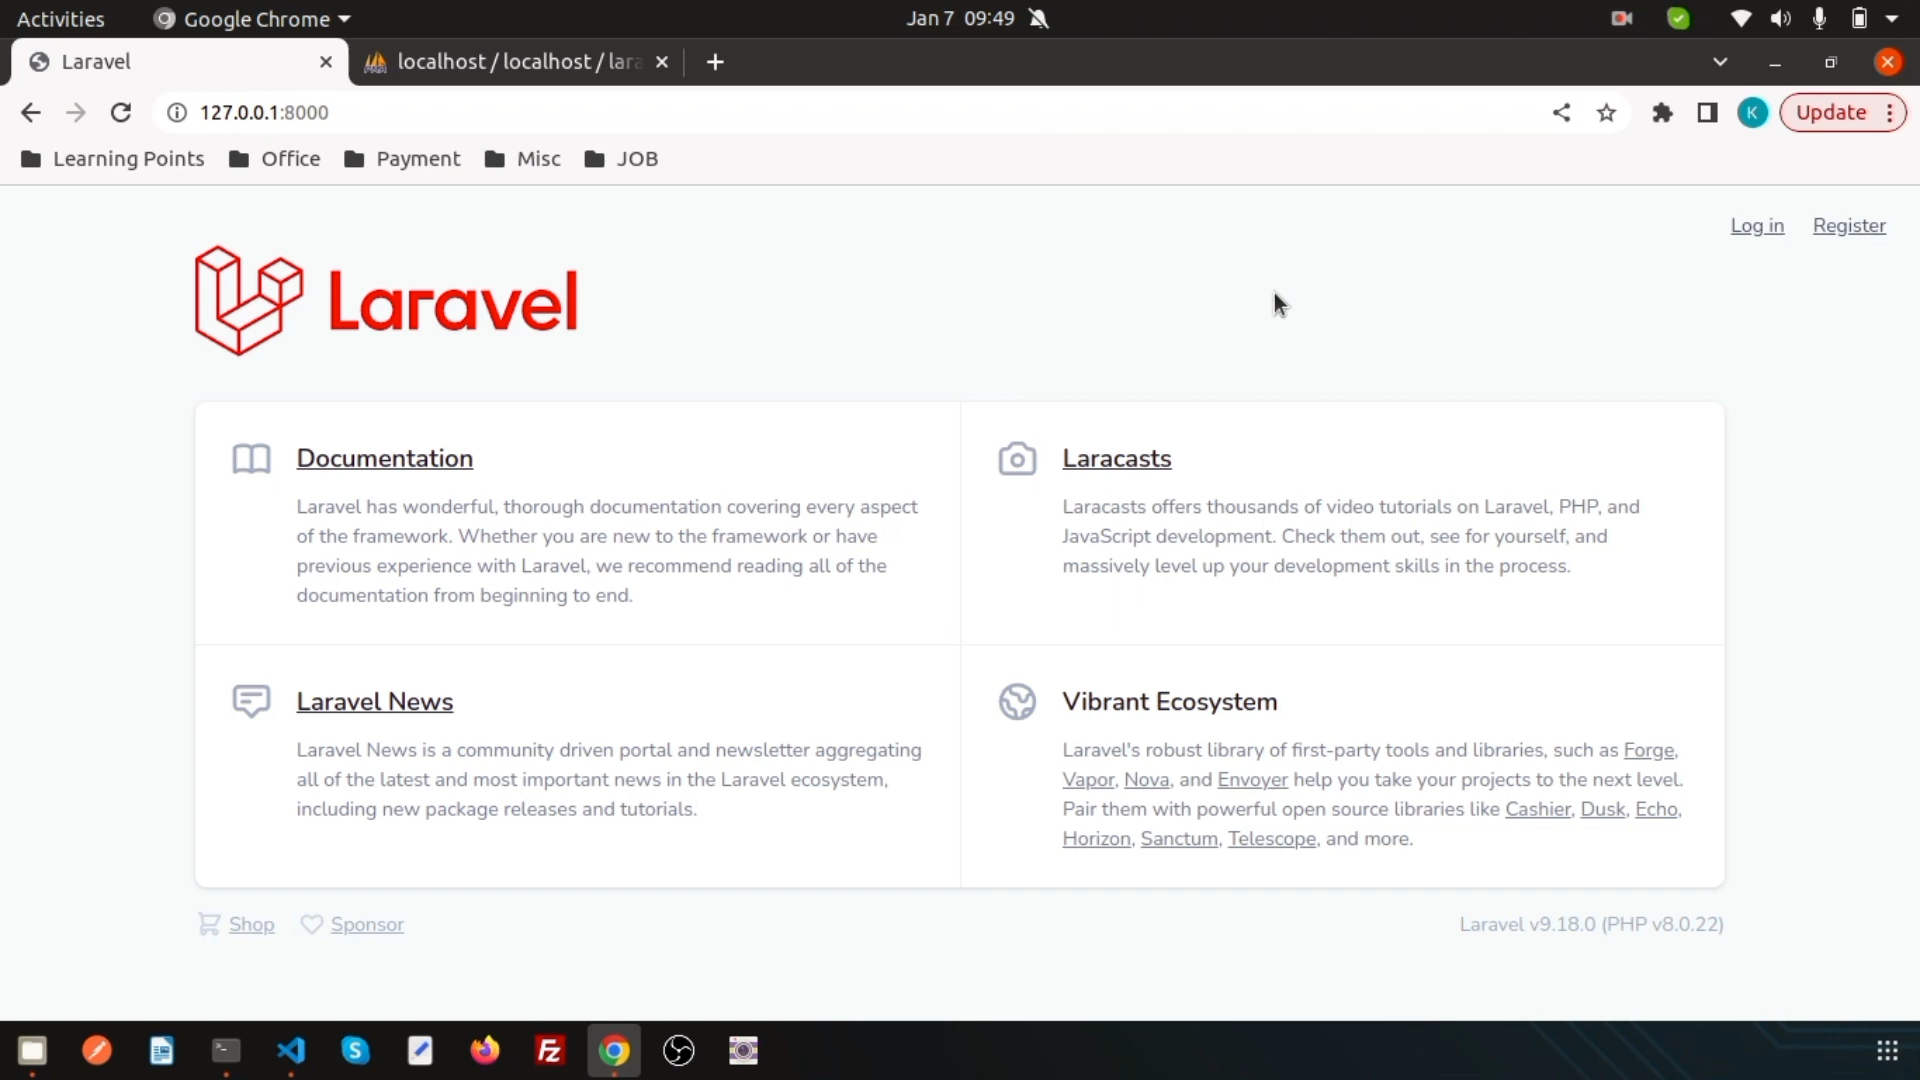 Activities
Google Chrome
Jan 7 09:49
Laravel
localhost / localhost / lara
127.0.0.1:8000
K
Update
Learning Points
Office
Payment
Misc
JOB
Log in
Register
Laravel
Documentation
Laravel has wonderful, thorough documentation covering every aspect
of the framework. Whether you are new to the framework or have
previous experience with Laravel, we recommend reading all of the
documentation from beginning to end.
Laracasts
Laracasts offers thousands of video tutorials on Laravel, PHP, and
JavaScript development. Check them out, see for yourself, and
massively level up your development skills in the process.
Laravel News
Laravel News is a community driven portal and newsletter aggregating
all of the latest and most important news in the Laravel ecosystem,
including new package releases and tutorials.
Vibrant Ecosystem
Laravel's robust library of first-party tools and libraries, such as Forge,
Vapor, Nova, and Envoyer help you take your projects to the next level.
Pair them with powerful open source libraries like Cashier, Dusk, Echo,
Horizon, Sanctum, Telescope, and more.
Shop
Sponsor
Laravel v9.18.0 (PHP v8.0.22)
S
Fz